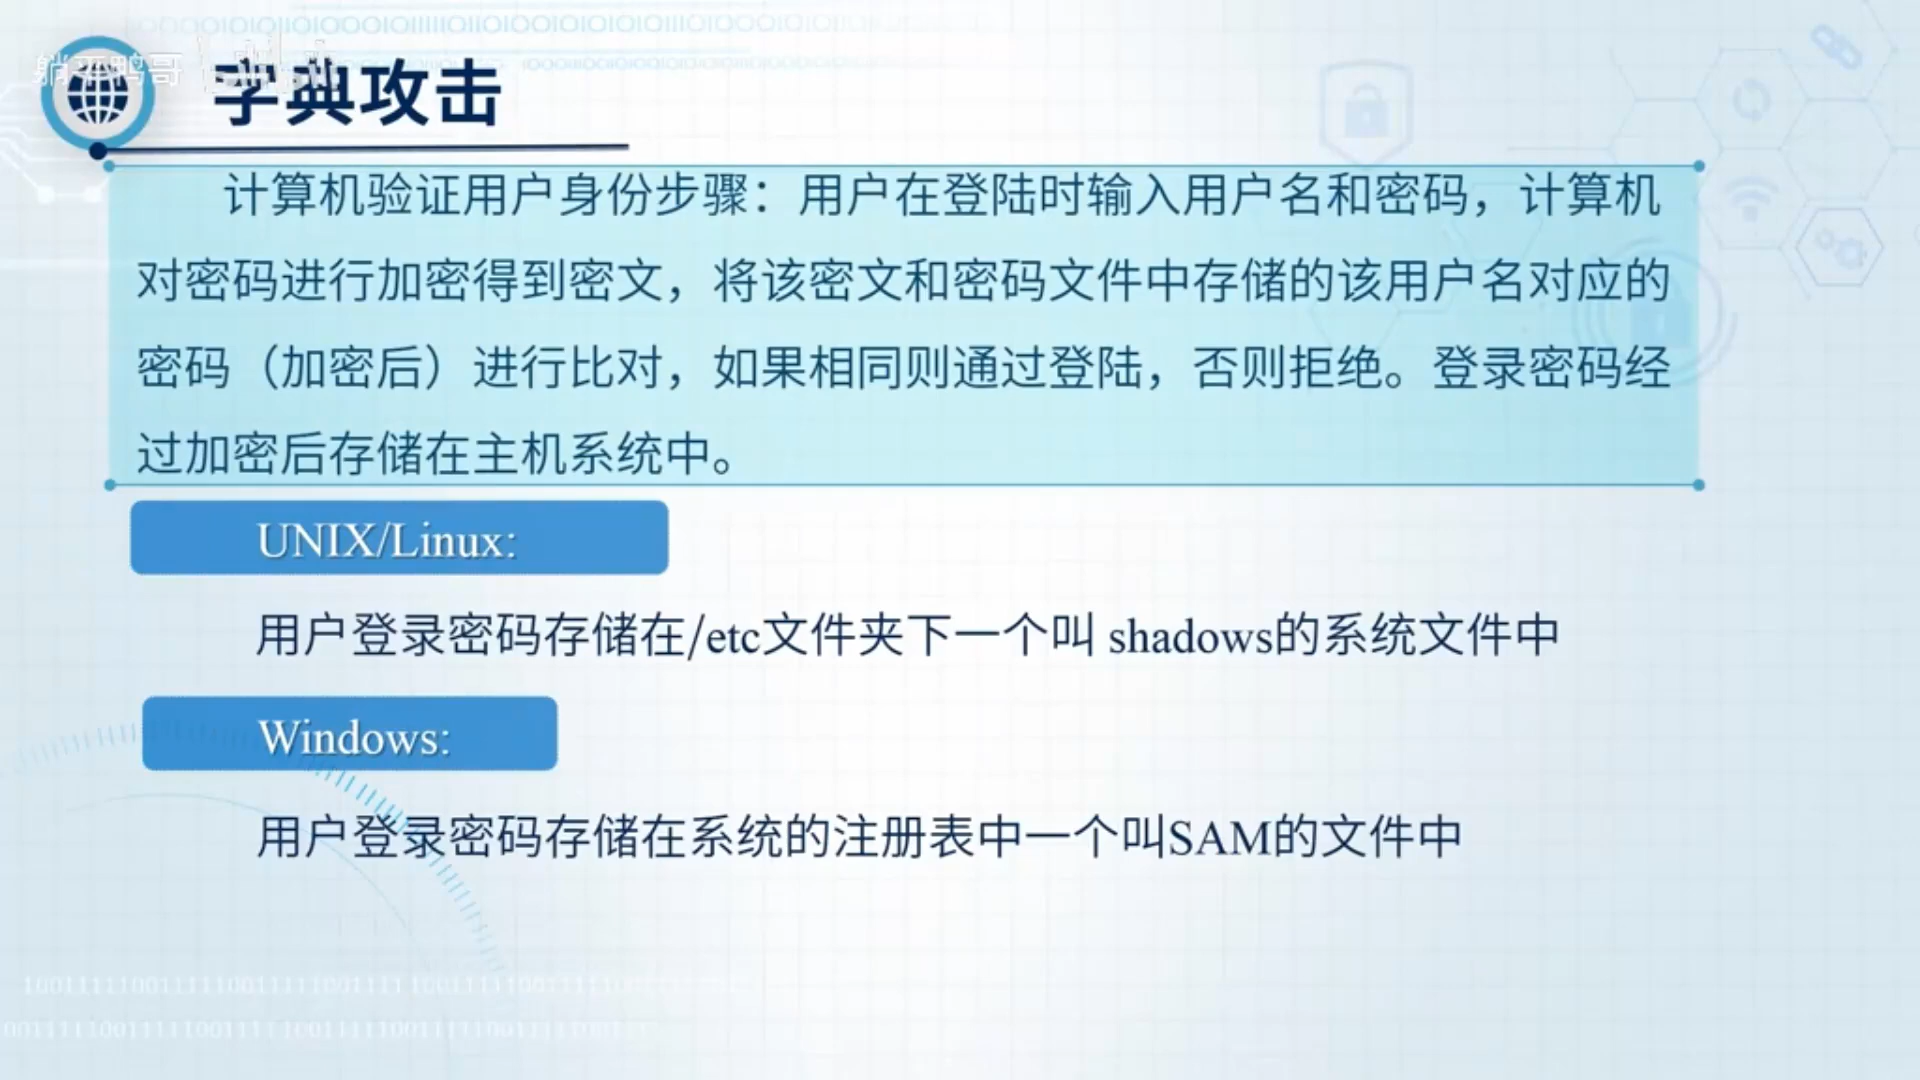 字典攻击
计算机验证用户身份步骤：用户在登陆时输入用户名和密码，计算机
对密码进行加密得到密文，将该密文和密码文件中存储的该用户名对应的
密码（加密后）进行比对，如果相同则通过登陆，否则拒绝。登录密码经
过加密后存储在主机系统中。
UNIX/Linux:
用户登录密码存储在/etc文件夹下一个叫 shadows的系统文件中
Windows:
用户登录密码存储在系统的注册表中一个叫SAM的文件中